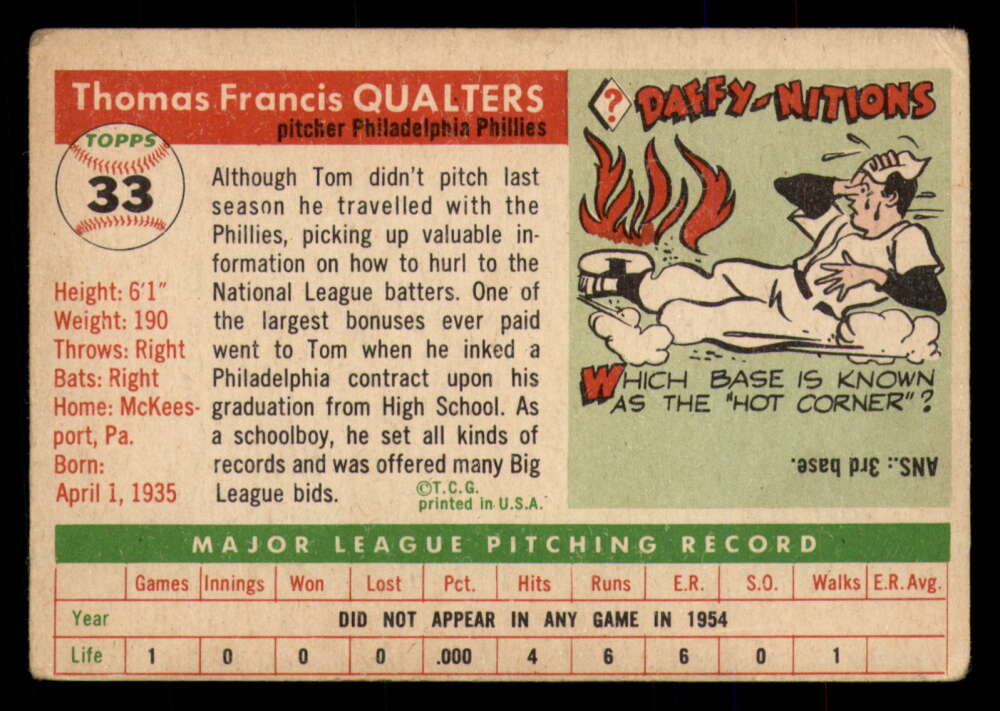 Thomas Francis QUALTERS
pitcher Philadelphia Phillies
TOPPS
33
Height: 6'1"
Weight: 190
Throws: Right
Bats: Right
Home: McKees-
port, Pa.
Born:
April 1, 1935
Although Tom didn't pitch last
season he travelled with the
Phillies, picking up valuable in-
formation on how to hurl to the
National League batters. One of
the largest bonuses ever paid
went to Tom when he inked a
Philadelphia contract upon his
graduation from High School. As
a schoolboy, he set all kinds of
records and was offered many Big
League bids.
©T.C.G.
printed in U.S.A.
? DAFFY-NITIONS
WHICH BASE IS KNOWN
AS THE "HOT CORNER"?
ANS.: 3rd base.
MAJOR LEAGUE PITCHING RECORD
Games Innings Won Lost Pct. Hits Runs E.R. S.O. Walks E.R. Avg.
Year DID NOT APPEAR IN ANY GAME IN 1954
Life 1 0 0 0 .000 4 6 6 0 1